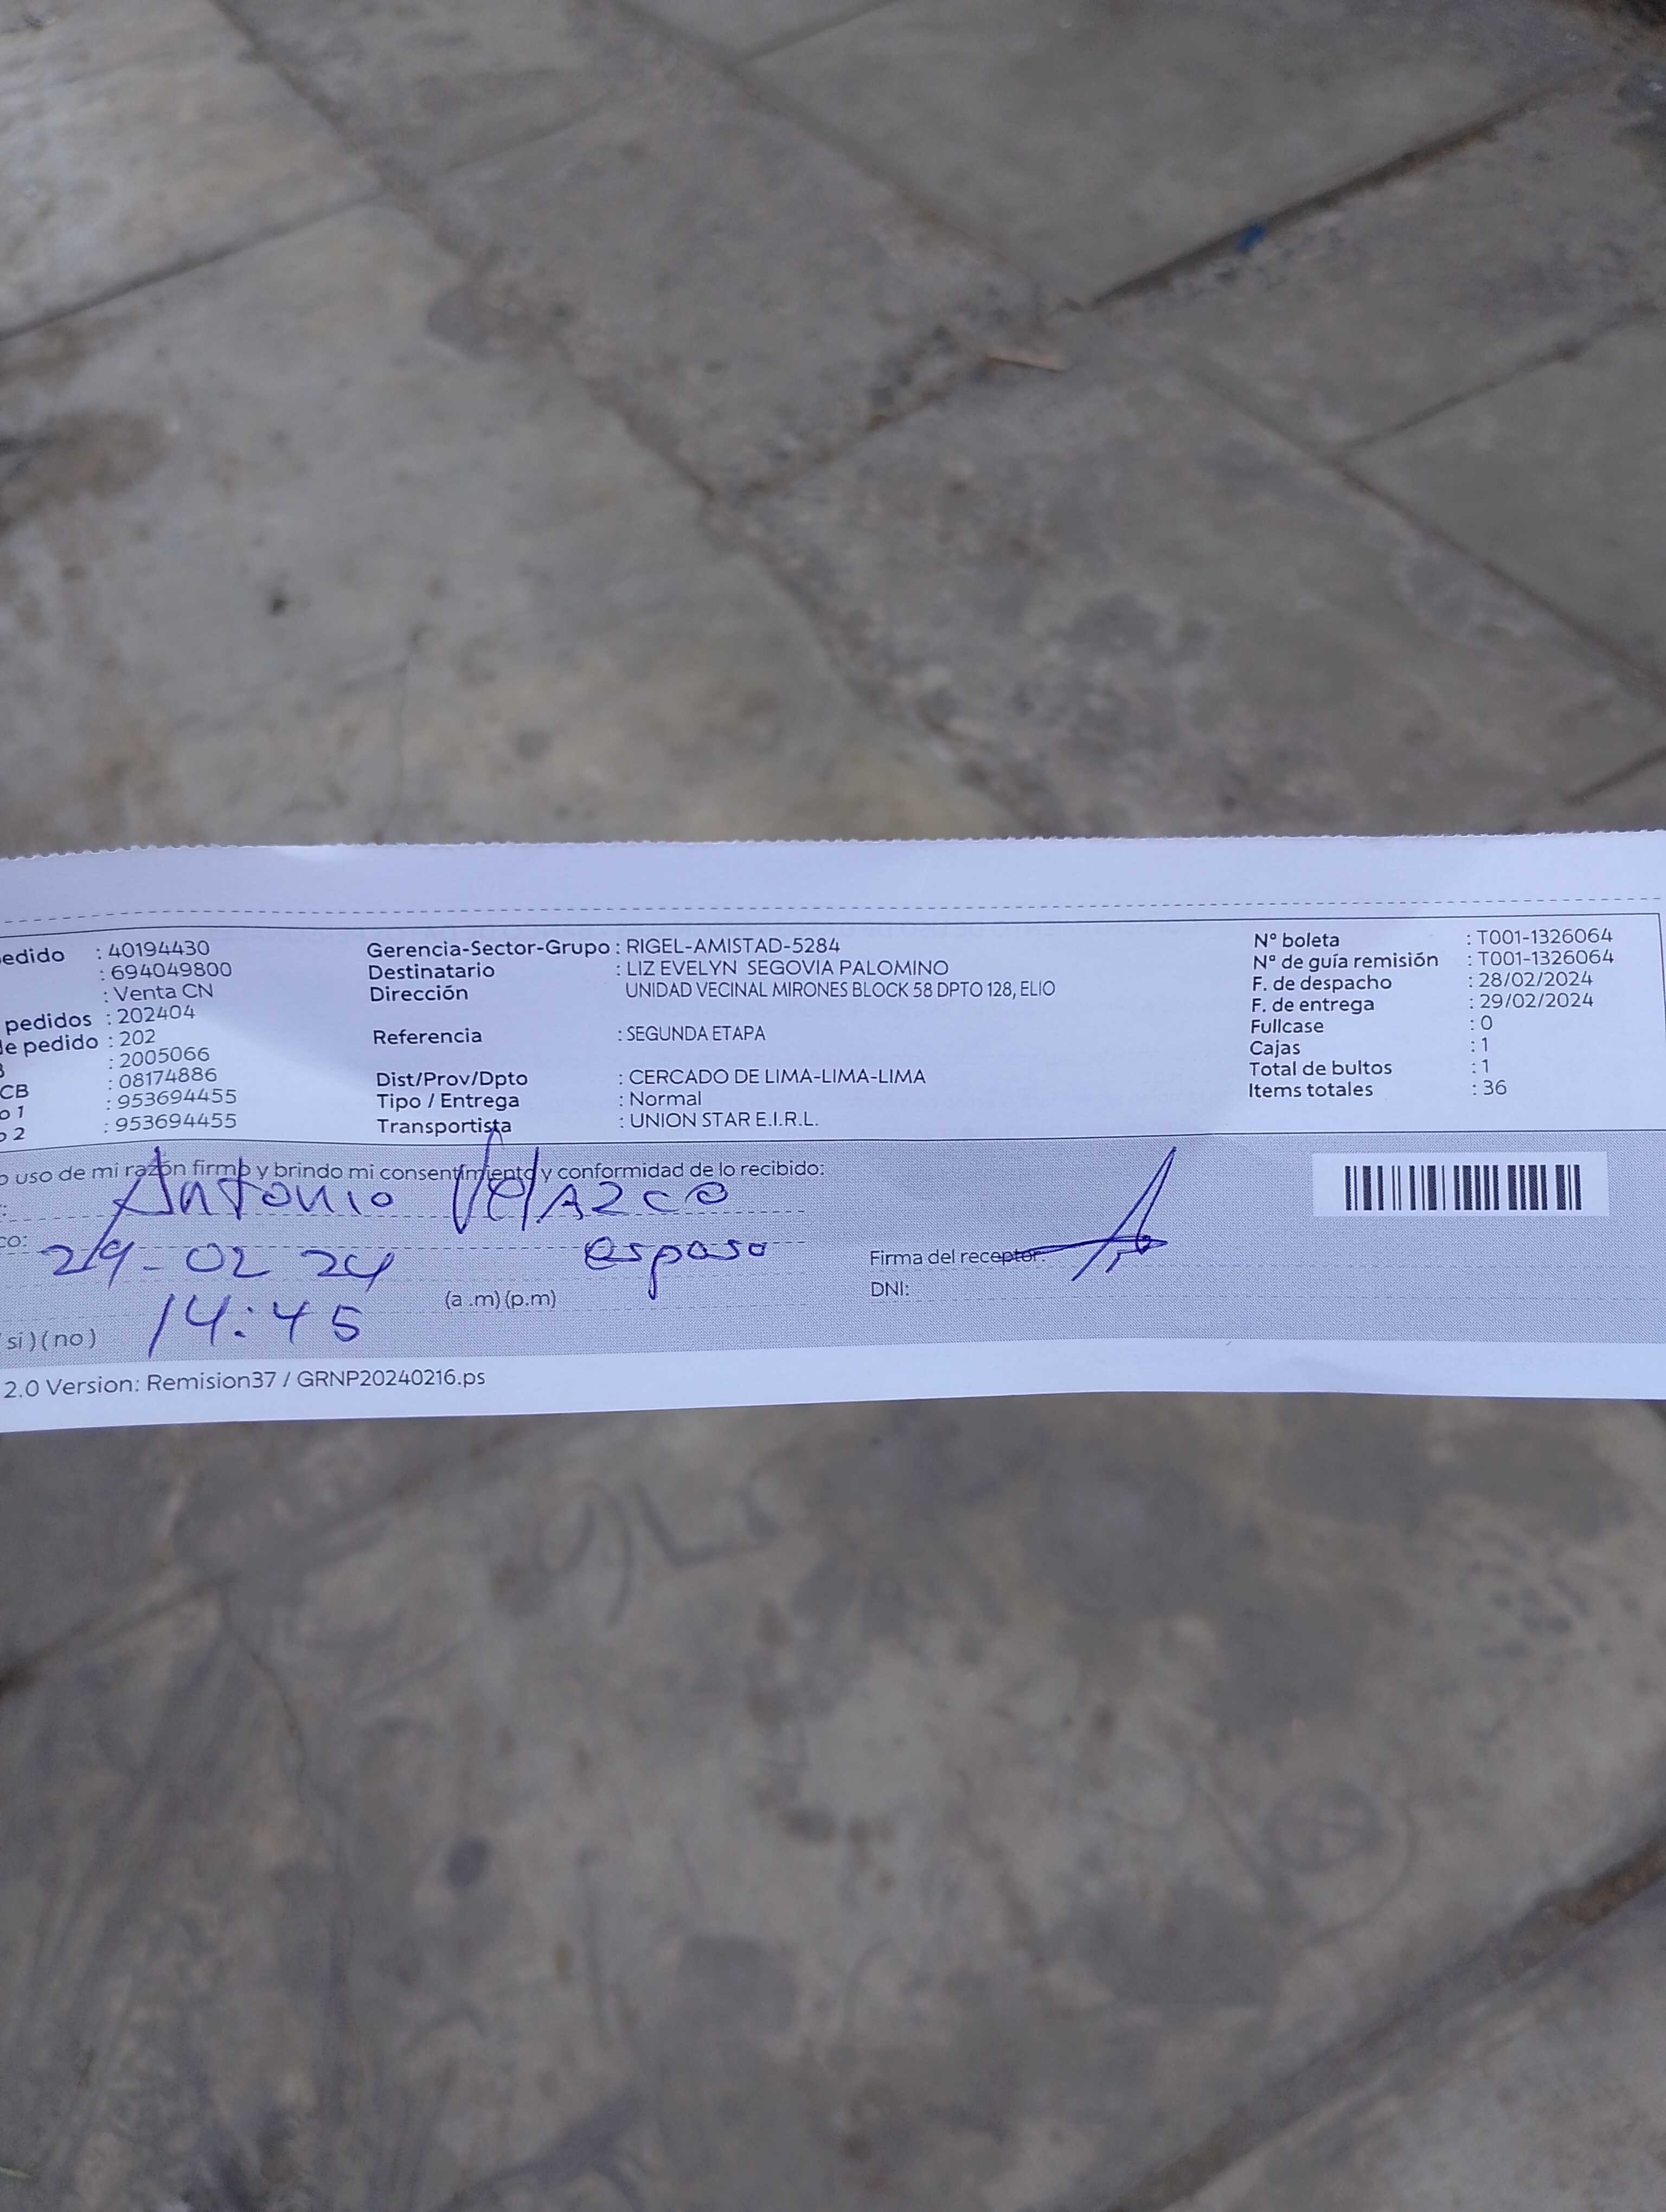 edido : 40194430
: 694049800
: Venta CN
pedidos : 202404
de pedido : 202
: 2005066
CB : 08174886
o 1 : 953694455
o 2 : 953694455
Gerencia-Sector-Grupo : RIGEL-AMISTAD-5284
Destinatario : LIZ EVELYN SEGOVIA PALOMINO
Dirección UNIDAD VECINAL MIRONES BLOCK 58 DPTO 128, ELIO
Referencia : SEGUNDA ETAPA
Dist/Prov/Dpto : CERCADO DE LIMA-LIMA-LIMA
Tipo / Entrega : Normal
Transportista : UNION STAR E.I.R.L.
N° boleta : T001-1326064
N° de guía remisión : T001-1326064
F. de despacho : 28/02/2024
F. de entrega : 29/02/2024
Fullcase : 0
Cajas : 1
Total de bultos : 1
Items totales : 36
o uso de mi razón firmo y brindo mi consentimiento y conformidad de lo recibido:
Antonio Velazco
co: esposo
29-02 24
14:45 (a .m) (p.m)
si ) ( no )
Firma del receptor:
DNI:
2.0 Version: Remision37 / GRNP20240216.ps